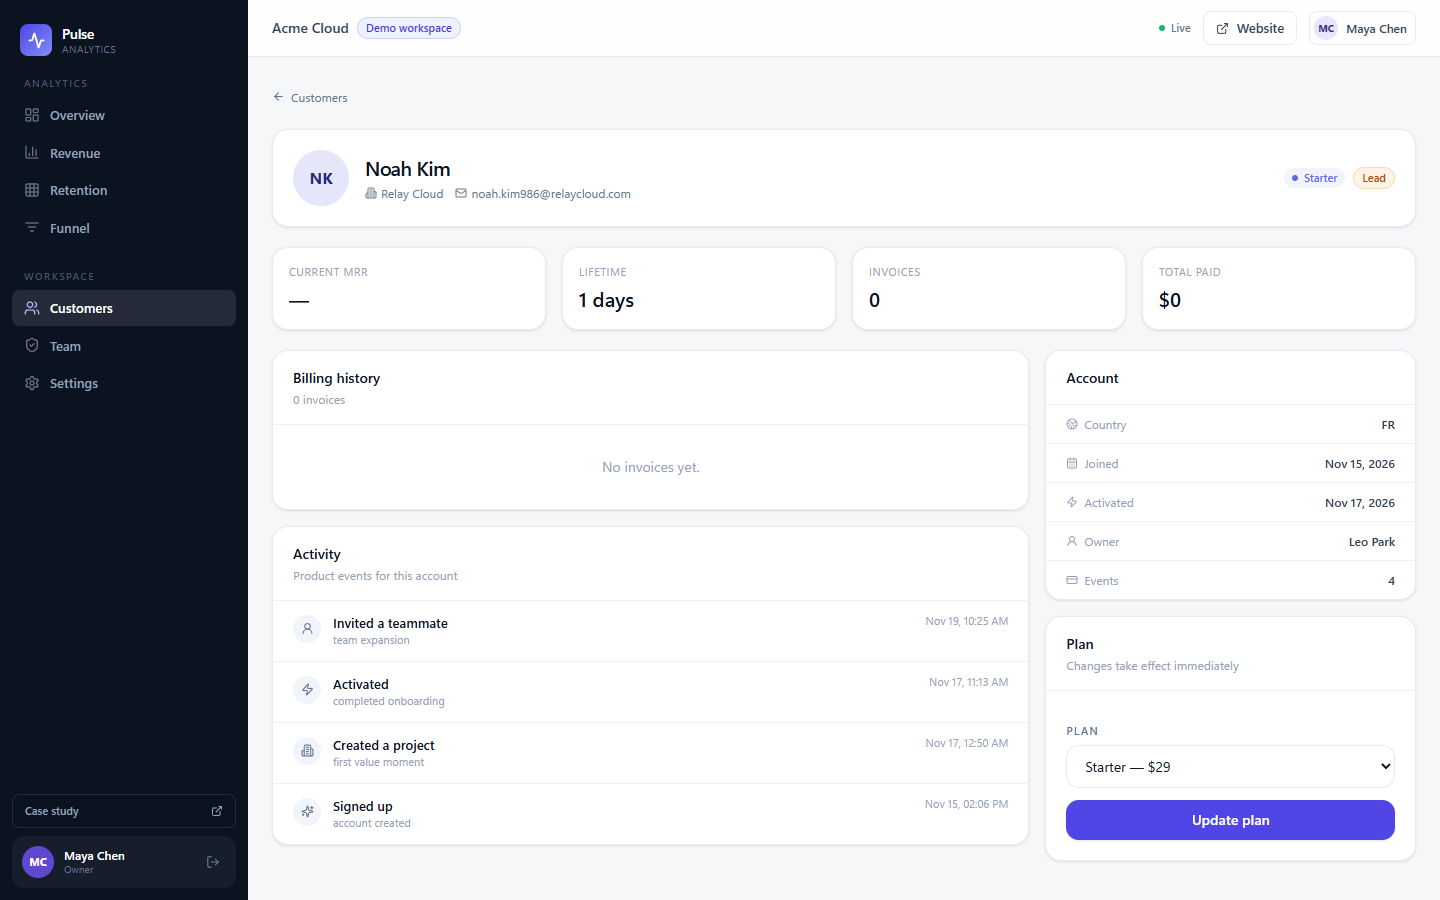 Pulse
ANALYTICS
ANALYTICS
Overview
Revenue
Retention
Funnel
WORKSPACE
Customers
Team
Settings
Case study
MC
Maya Chen
Owner
Acme Cloud
Demo workspace
Live
Website
MC
Maya Chen
Customers
NK
Noah Kim
Relay Cloud
noah.kim986@relaycloud.com
Starter
Lead
CURRENT MRR
—
LIFETIME
1 days
INVOICES
0
TOTAL PAID
$0
Billing history
0 invoices
No invoices yet.
Activity
Product events for this account
Invited a teammate
team expansion
Nov 19, 10:25 AM
Activated
completed onboarding
Nov 17, 11:13 AM
Created a project
first value moment
Nov 17, 12:50 AM
Signed up
account created
Nov 15, 02:06 PM
Account
Country FR
Joined Nov 15, 2026
Activated Nov 17, 2026
Owner Leo Park
Events 4
Plan
Changes take effect immediately
PLAN
Starter — $29
Update plan